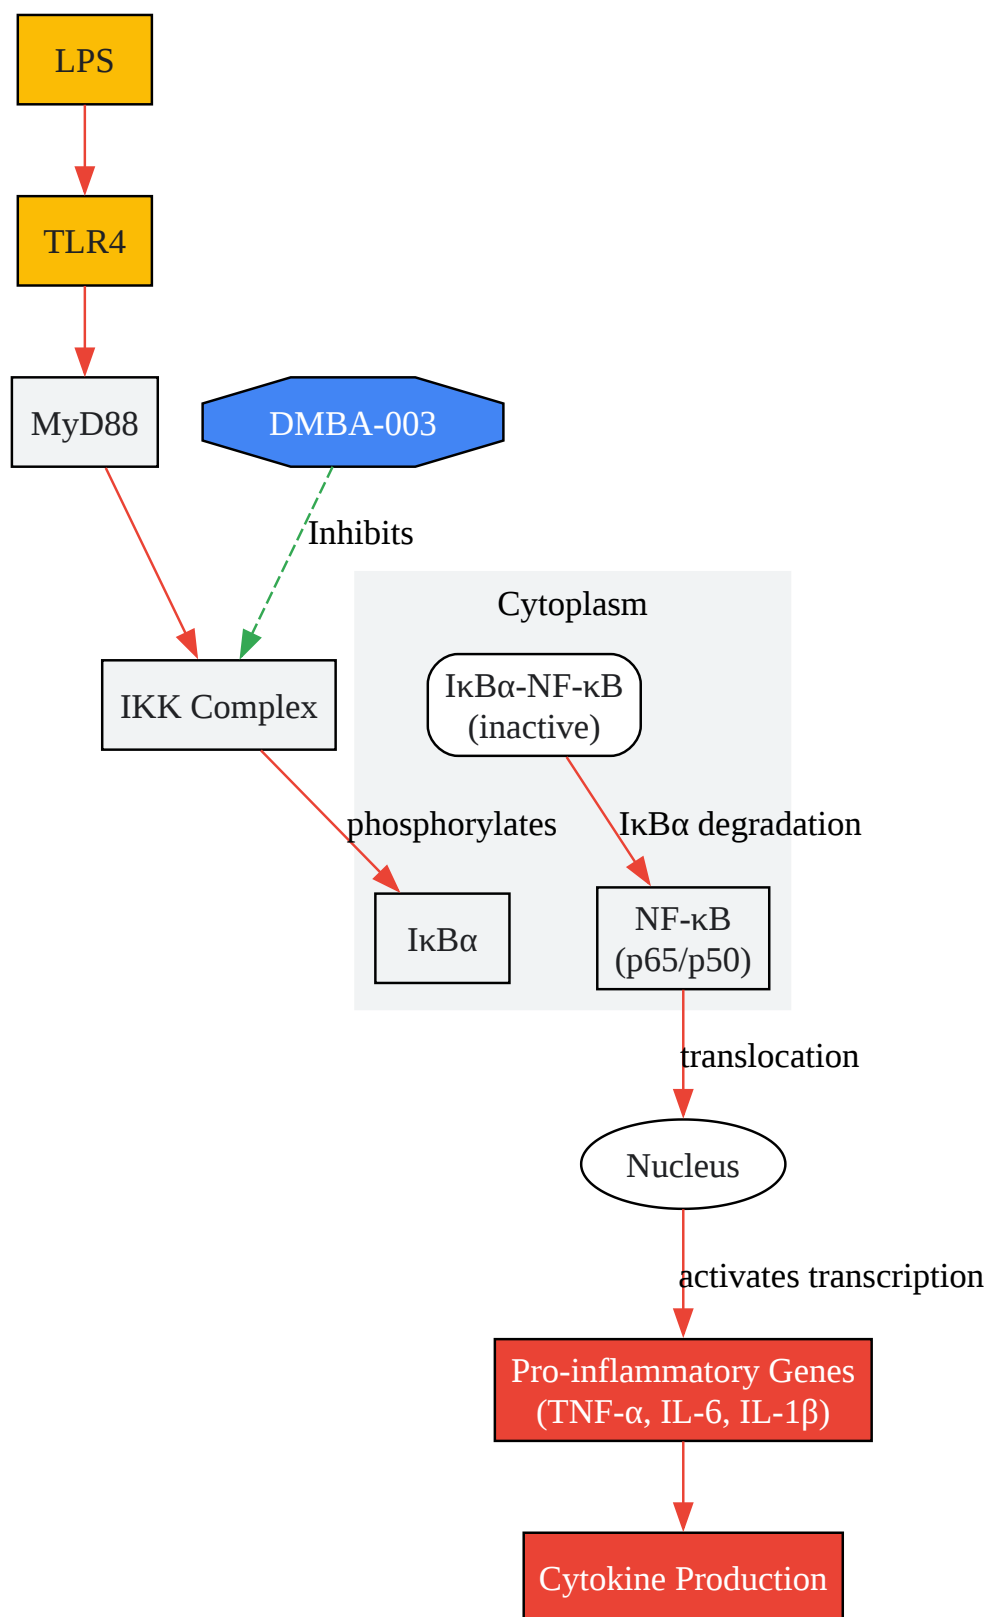 LPS
TLR4
MyD88
DMBA-003
Inhibits
Cytoplasm
IKK Complex
IκBα-NF-κB
(inactive)
phosphorylates
IκBα degradation
IκBα
NF-κB
(p65/p50)
translocation
Nucleus
activates transcription
Pro-inflammatory Genes
(TNF-α, IL-6, IL-1β)
Cytokine Production